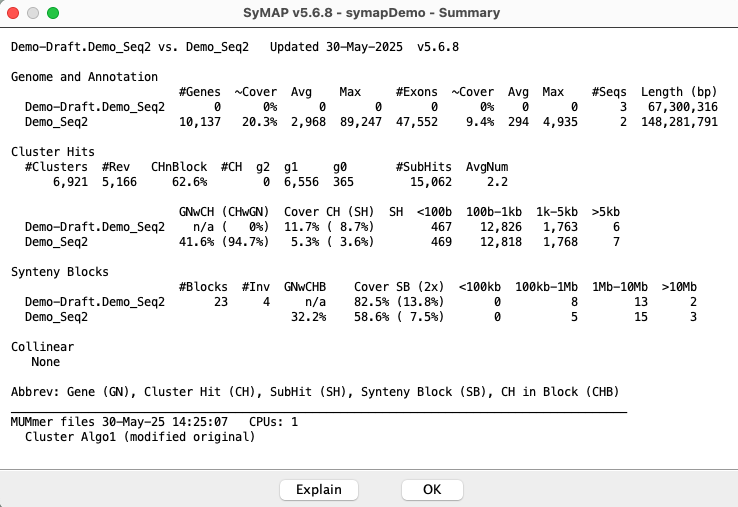 SyMAP v5.6.8 - symapDemo - Summary
Demo-Draft.Demo_Seq2 vs. Demo_Seq2   Updated 30-May-2025  v5.6.8
Genome and Annotation
#Genes  ~Cover  Avg    Max     #Exons  ~Cover  Avg  Max    #Seqs  Length (bp)
Demo-Draft.Demo_Seq2       0      0%      0       0       0      0%    0      0      3   67,300,316
Demo_Seq2             10,137   20.3%  2,968  89,247  47,552    9.4%  294  4,935      2  148,281,791
Cluster Hits
#Clusters  #Rev   CHnBlock  #CH  g2  g1     g0      #SubHits  AvgNum
6,921  5,166     62.6%        0  6,556  365        15,062     2.2
GNwCH (CHwGN)  Cover CH (SH)  SH  <100b  100b-1kb  1k-5kb  >5kb
Demo-Draft.Demo_Seq2    n/a (   0%)  11.7% ( 8.7%)       467    12,826   1,763     6
Demo_Seq2             41.6% (94.7%)   5.3% ( 3.6%)       469    12,818   1,768     7
Synteny Blocks
#Blocks  #Inv  GNwCHB    Cover SB (2x)  <100kb  100kb-1Mb  1Mb-10Mb  >10Mb
Demo-Draft.Demo_Seq2      23     4     n/a    82.5% (13.8%)       0          8        13      2
Demo_Seq2                            32.2%    58.6% ( 7.5%)       0          5        15      3
Collinear
None
Abbrev: Gene (GN), Cluster Hit (CH), SubHit (SH), Synteny Block (SB), CH in Block (CHB)
MUMmer files 30-May-25 14:25:07   CPUs: 1
Cluster Algo1 (modified original)
Explain OK